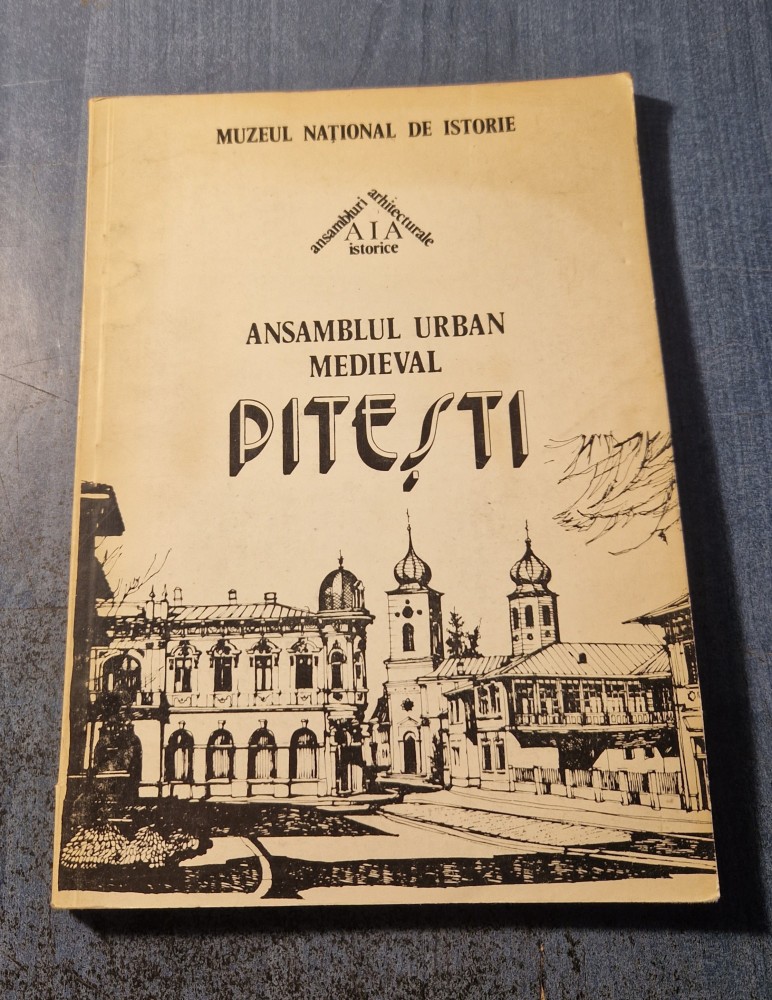 MUZEUL NAȚIONAL DE ISTORIE
ansambluri arhitecturale
AIA
istorice
ANSAMBLUL URBAN
MEDIEVAL
PITEȘTI